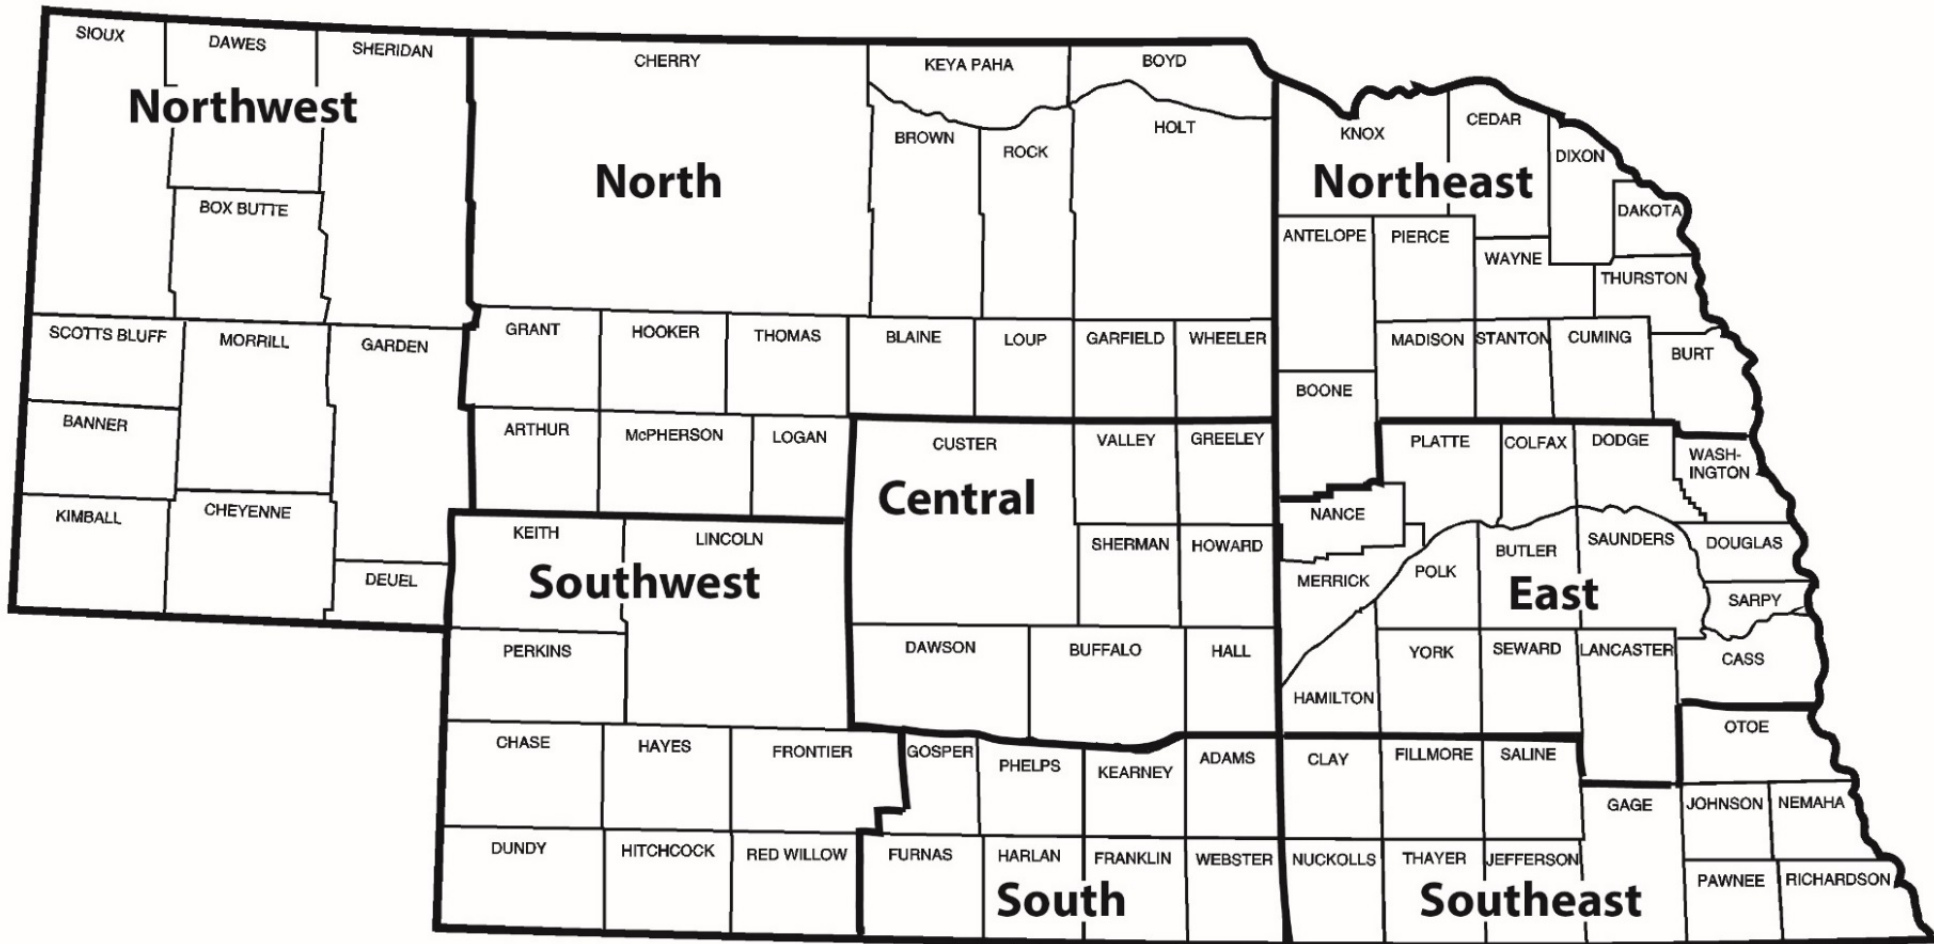 SIOUX
DAWES
SHERIDAN
CHERRY
KEYA PAHA
BOYD
Northwest
KNOX
CEDAR
DIXON
BROWN
ROCK
HOLT
North
Northeast
BOX BUTTE
DAKOTA
ANTELOPE
PIERCE
WAYNE
THURSTON
SCOTTS BLUFF
MORRILL
GARDEN
GRANT
HOOKER
THOMAS
BLAINE
LOUP
GARFIELD
WHEELER
MADISON
STANTON
CUMING
BURT
BOONE
BANNER
ARTHUR
McPHERSON
LOGAN
CUSTER
VALLEY
GREELEY
PLATTE
COLFAX
DODGE
WASH-
INGTON
Central
KIMBALL
CHEYENNE
NANCE
KEITH
LINCOLN
SHERMAN
HOWARD
BUTLER
SAUNDERS
DOUGLAS
DEUEL
Southwest
MERRICK
POLK
East
SARPY
PERKINS
DAWSON
BUFFALO
HALL
YORK
SEWARD
LANCASTER
CASS
HAMILTON
CHASE
HAYES
FRONTIER
GOSPER
PHELPS
KEARNEY
ADAMS
CLAY
FILLMORE
SALINE
OTOE
GAGE
JOHNSON
NEMAHA
DUNDY
HITCHCOCK
RED WILLOW
FURNAS
HARLAN
FRANKLIN
WEBSTER
NUCKOLLS
THAYER
JEFFERSON
PAWNEE
RICHARDSON
South
Southeast